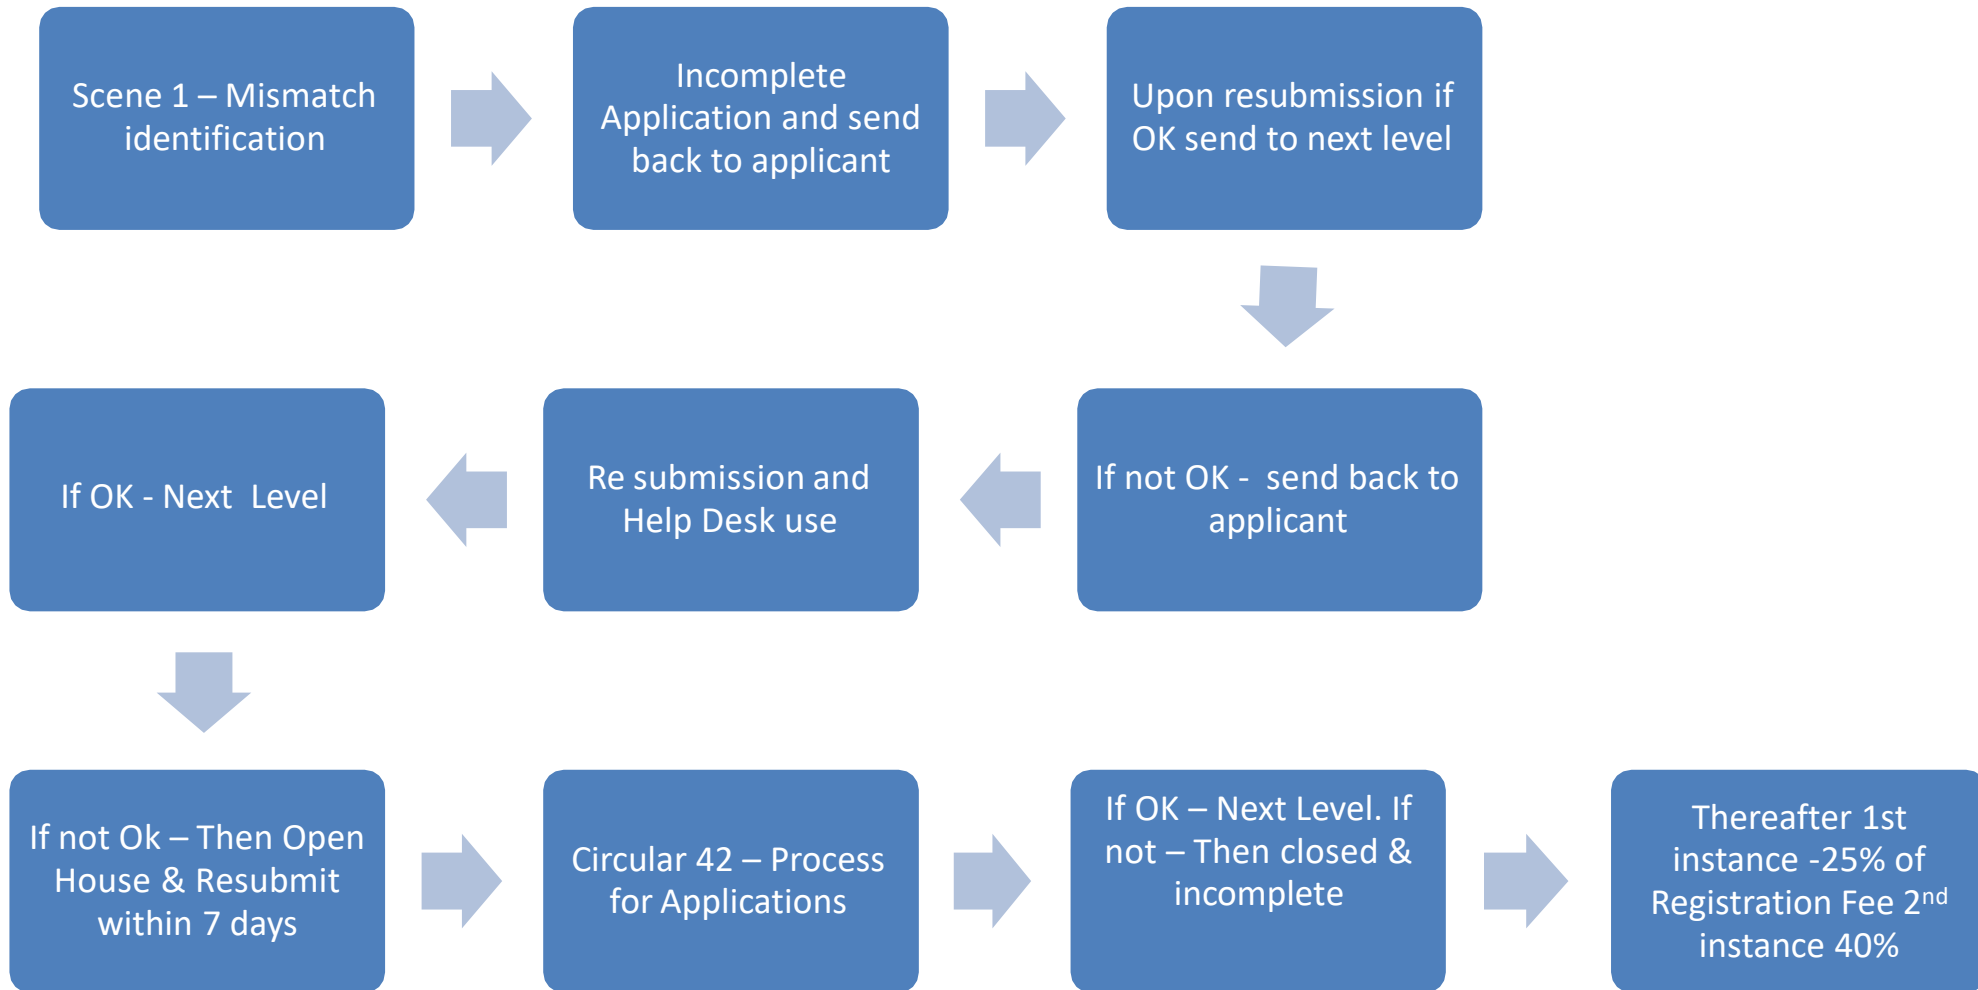 Scene 1 – Mismatch
identification
Incomplete
Application and send
back to applicant
Upon resubmission if
OK send to next level
If not OK -  send back to
applicant
Re submission and
Help Desk use
If OK - Next  Level
If not Ok – Then Open
House & Resubmit
within 7 days
Circular 42 – Process
for Applications
If OK – Next Level. If
not – Then closed &
incomplete
Thereafter 1st
instance -25% of
Registration Fee 2nd
instance 40%